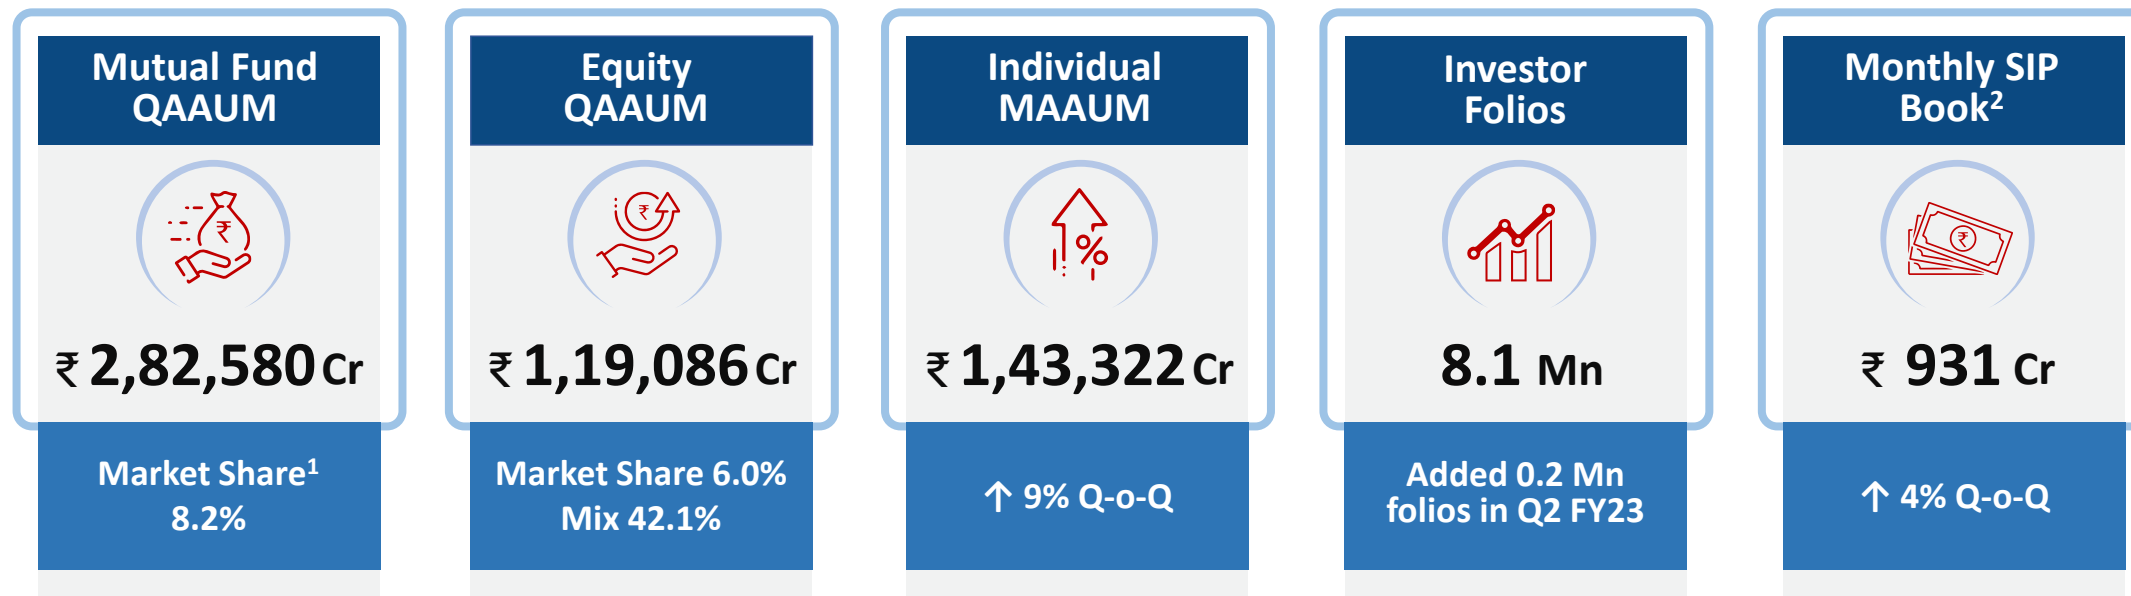 Mutual Fund
QAAUM
₹ 2,82,580 Cr
Market Share¹
8.2%
Equity
QAAUM
₹ 1,19,086 Cr
Market Share 6.0%
Mix 42.1%
Individual
MAAUM
₹ 1,43,322 Cr
↑ 9% Q-o-Q
Investor
Folios
8.1 Mn
Added 0.2 Mn
folios in Q2 FY23
Monthly SIP
Book²
₹ 931 Cr
↑ 4% Q-o-Q